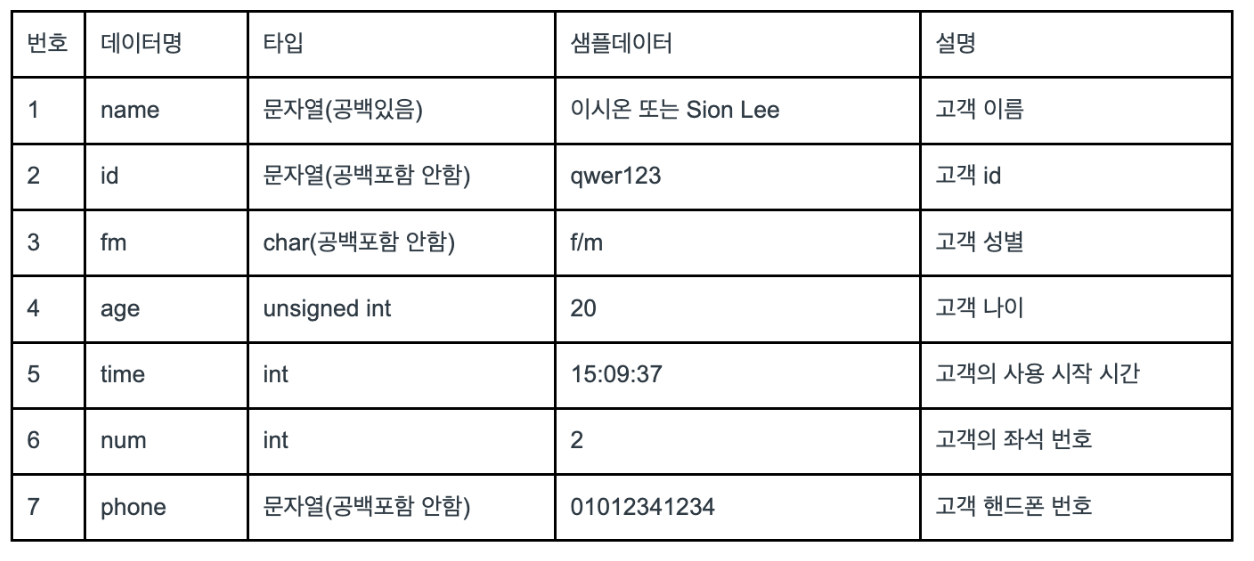 번호 데이터명 타입 샘플데이터 설명
1 name 문자열(공백있음) 이시온 또는 Sion Lee 고객 이름
2 id 문자열(공백포함 안함) qwer123 고객 id
3 fm char(공백포함 안함) f/m 고객 성별
4 age unsigned int 20 고객 나이
5 time int 15:09:37 고객의 사용 시작 시간
6 num int 2 고객의 좌석 번호
7 phone 문자열(공백포함 안함) 01012341234 고객 핸드폰 번호